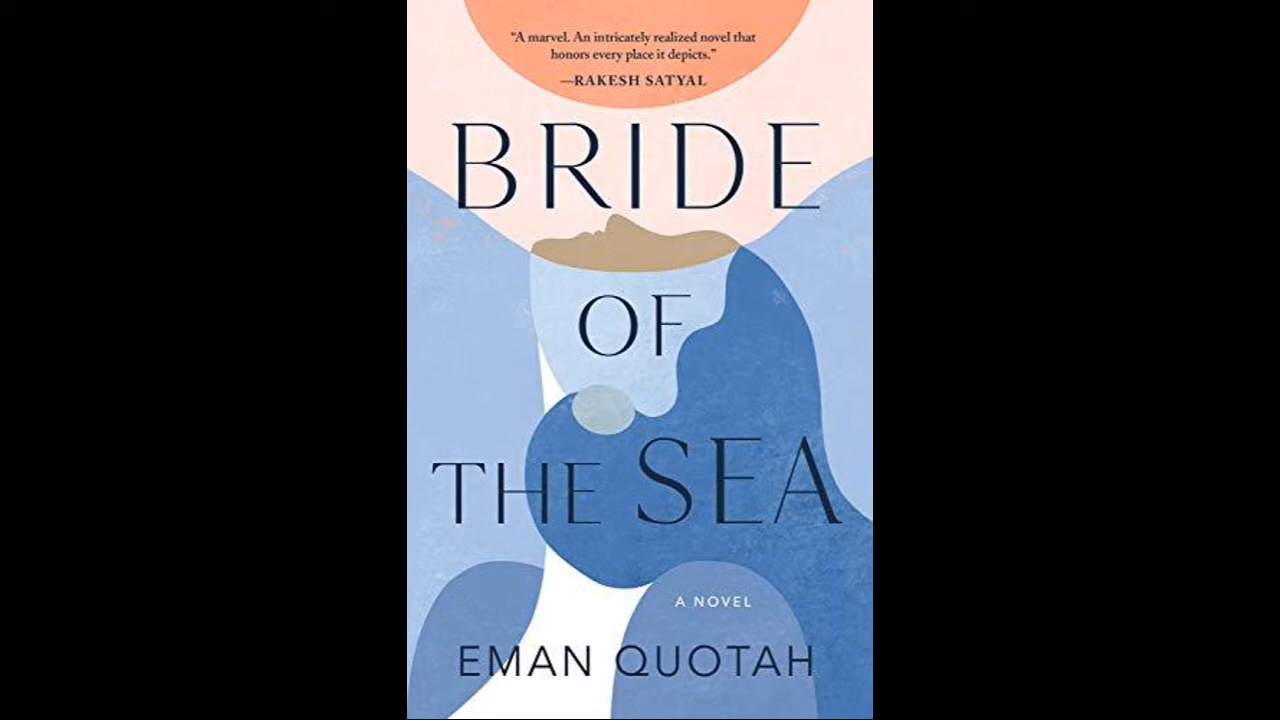 “A marvel. An intricately realized novel that
honors every place it depicts.”
—RAKESH SATYAL
BRIDE
OF
THE SEA
A NOVEL
EMAN QUOTAH